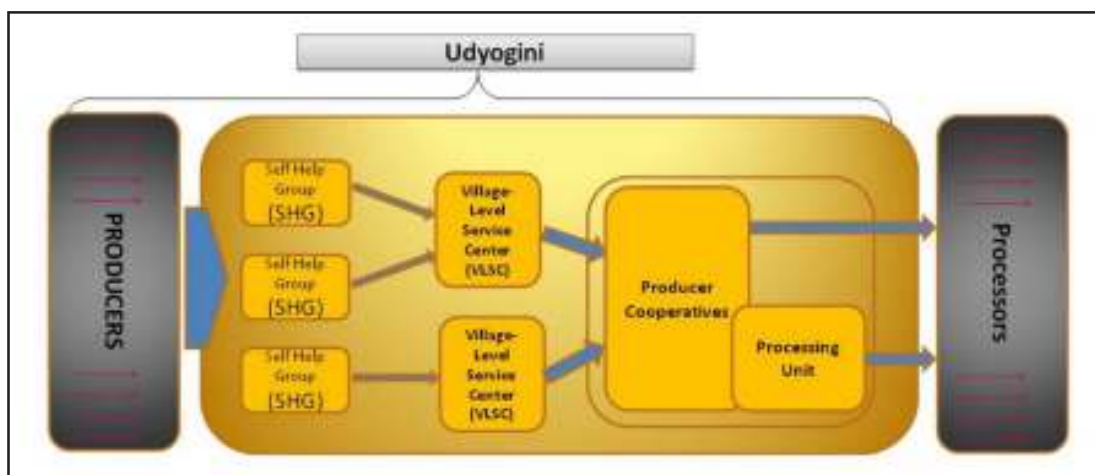 Udyogini
PRODUCERS
Self Help
Group
(SHG)
Self Help
Group
(SHG)
Self Help
Group
(SHG)
Village-
Level
Service
Center
(VLSC)
Village-
Level
Service
Center
(VLSC)
Producer
Cooperatives
Processing
Unit
Processors